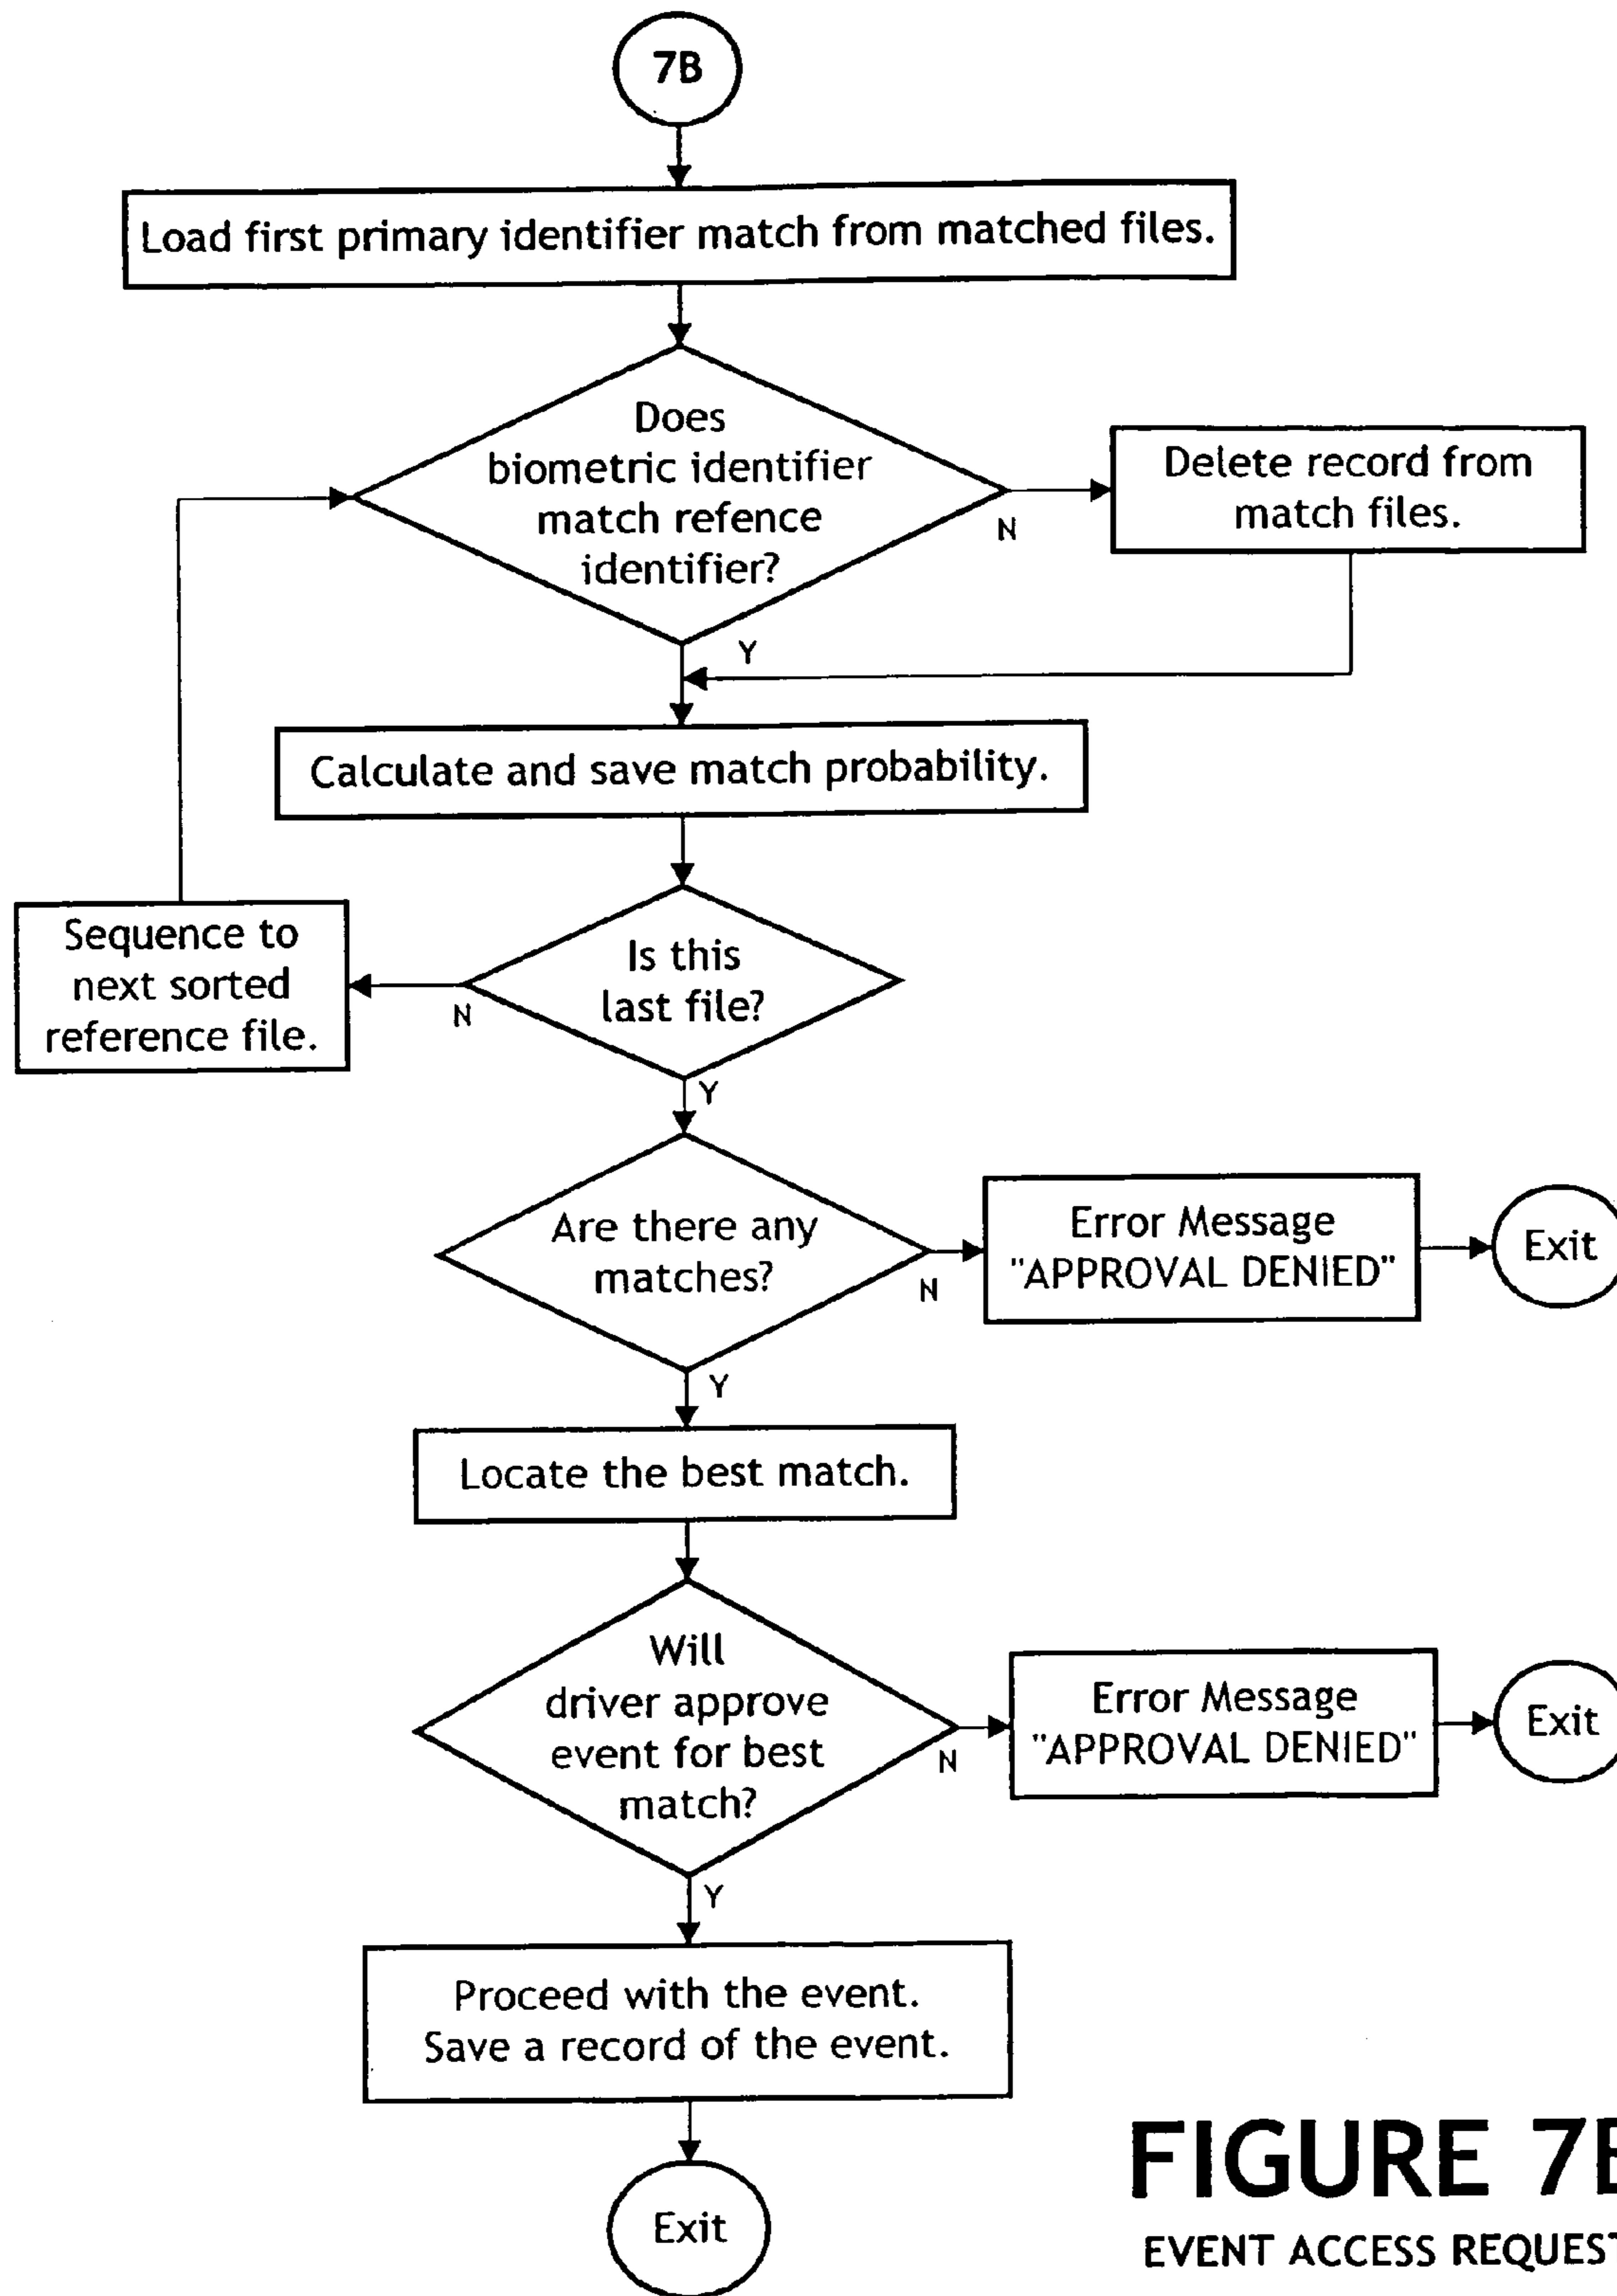 7B
Load first primary identifier match from matched files.
Does
biometric identifier
match refence
identifier?
N
Delete record from
match files.
Y
Calculate and save match probability.
Sequence to
next sorted
reference file.
N
Is this
last file?
Y
Are there any
matches?
N
Error Message
"APPROVAL DENIED"
Exit
Y
Locate the best match.
Will
driver approve
event for best
match?
N
Error Message
"APPROVAL DENIED"
Exit
Y
Proceed with the event.
Save a record of the event.
Exit
FIGURE 7B
EVENT ACCESS REQUEST